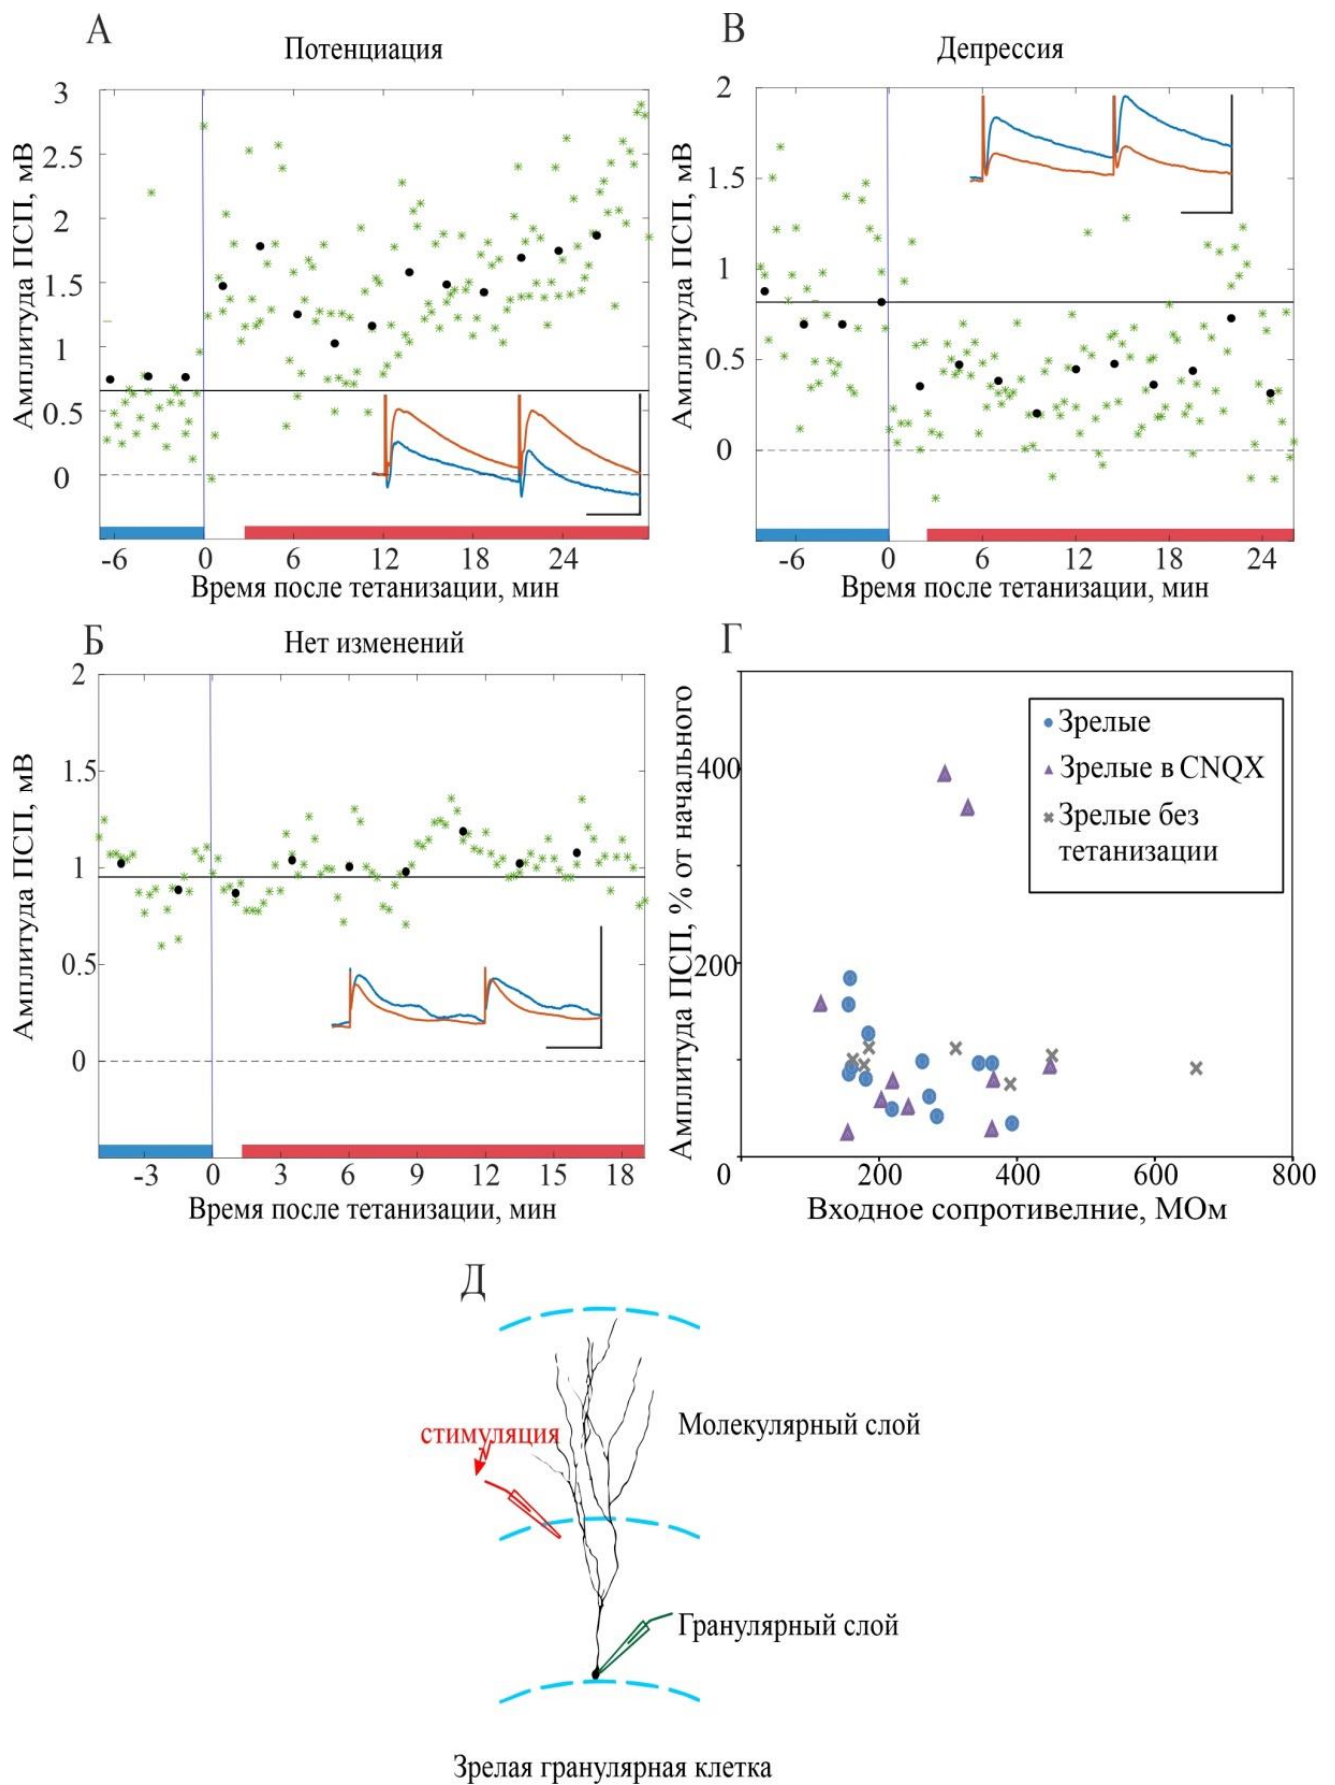 А
Потенциация
3
2.5
2
1.5
1
0.5
0
Амплитуда ПСП, мВ
-6 0 6 12 18 24
Время после тетанизации, мин
В
Депрессия
2
1.5
1
0.5
0
Амплитуда ПСП, мВ
-6 0 6 12 18 24
Время после тетанизации, мин
Б
Нет изменений
2
1.5
1
0.5
0
Амплитуда ПСП, мВ
-3 0 3 6 9 12 15 18
Время после тетанизации, мин
Г
Амплитуда ПСП, % от начального
400
200
0 200 400 600 800
Входное сопротивелние, МОм
Зрелые
Зрелые в CNQX
Зрелые без
тетанизации
Д
стимуляция
Молекулярный слой
Гранулярный слой
Зрелая гранулярная клетка